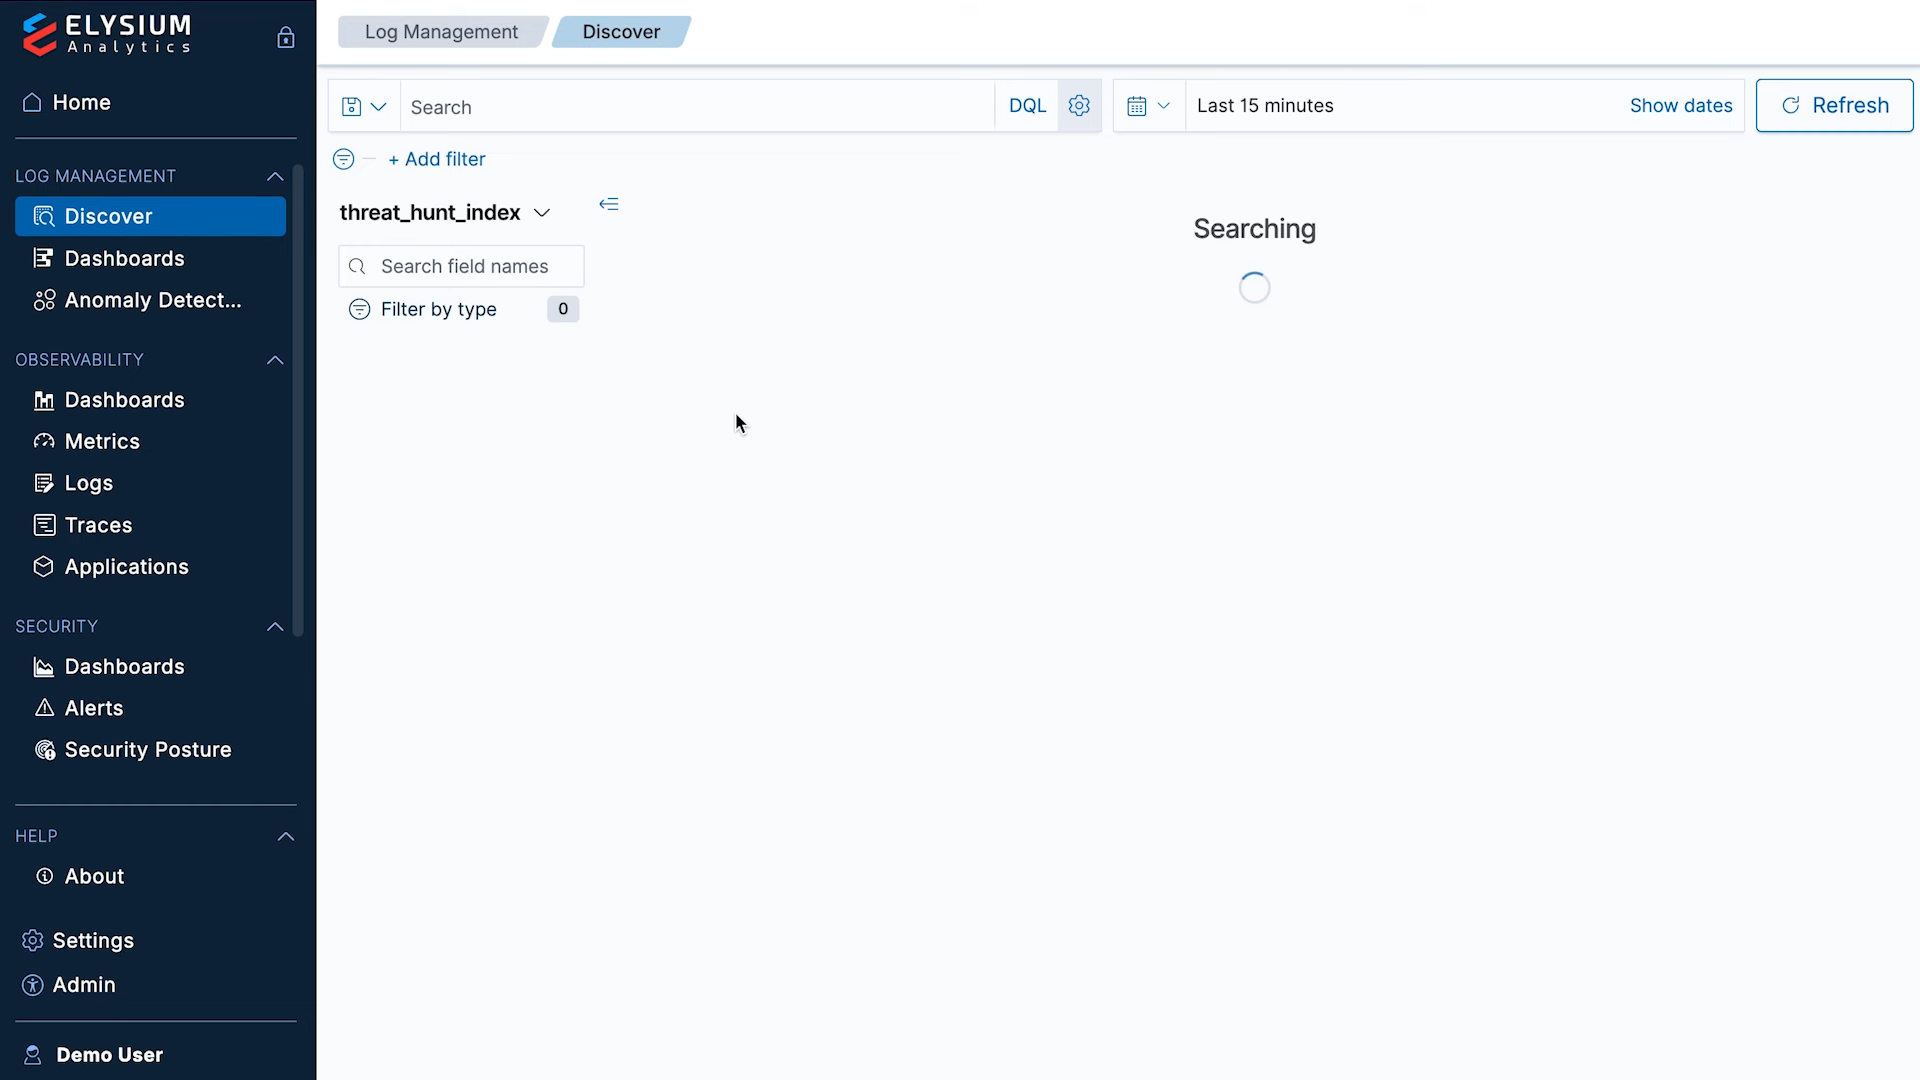 ELYSIUM
Analytics
Home
LOG MANAGEMENT
Discover
Dashboards
Anomaly Detect...
OBSERVABILITY
Dashboards
Metrics
Logs
Traces
Applications
SECURITY
Dashboards
Alerts
Security Posture
HELP
About
Settings
Admin
Demo User
Log Management
Discover
Search
DQL
Last 15 minutes
Show dates
Refresh
+ Add filter
threat_hunt_index
Search field names
Filter by type 0
Searching